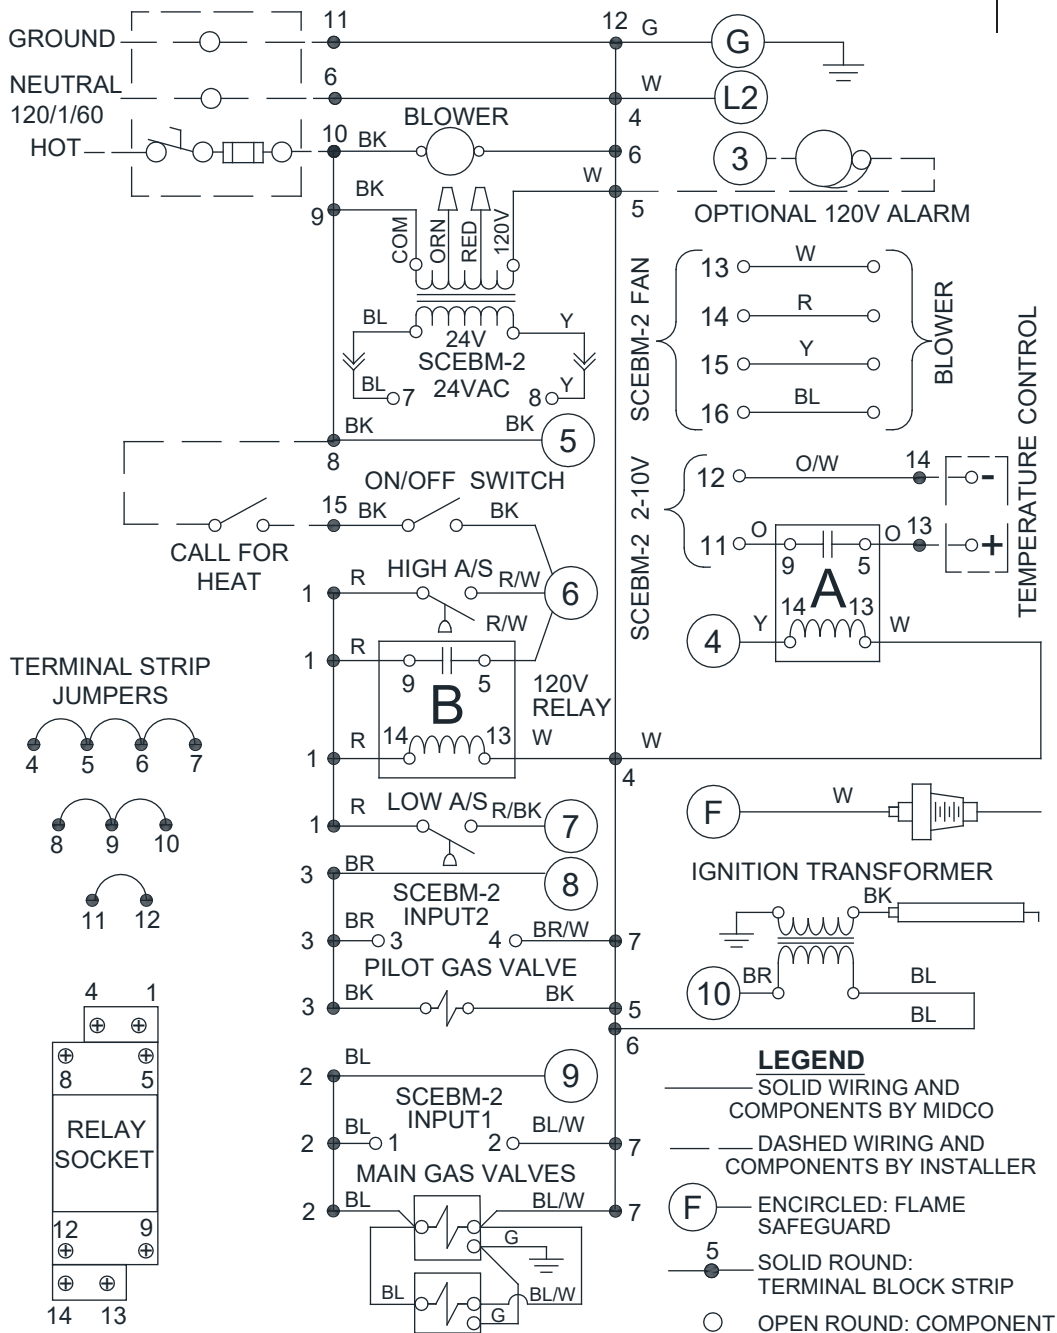 11
12
G
G
GROUND
NEUTRAL
6
W
L2
120/1/60
4
HOT
10
BK
BLOWER
6
3
BK
W
9
5
OPTIONAL 120V ALARM
COM
ORN
RED
120V
SCEBM-2 FAN
13
W
14
R
15
Y
16
BL
BLOWER
BL
24V
Y
SCEBM-2
24VAC
BL
7
8
Y
BK
BK
5
8
SCEBM-2 2-10V
12
O/W
14
-
11
O
O
13
+
TEMPERATURE CONTROL
9
5
A
14
13
4
Y
W
ON/OFF SWITCH
15
BK
BK
CALL FOR
HEAT
HIGH A/S
1
R
R/W
6
R/W
1
R
9
5
B
120V
RELAY
1
R
14
13
W
W
4
LOW A/S
1
R
R/BK
7
F
W
TERMINAL STRIP
JUMPERS
4
5
6
7
8
9
10
11
12
3
BR
8
SCEBM-2
INPUT2
3
BR
3
4
BR/W
7
PILOT GAS VALVE
3
BK
BK
5
6
IGNITION TRANSFORMER
BK
10
BR
BL
BL
4
1
8
5
RELAY
SOCKET
12
9
14
13
2
BL
9
SCEBM-2
INPUT1
2
BL
1
2
BL/W
7
MAIN GAS VALVES
2
BL
BL/W
7
G
BL
BL/W
G
LEGEND
SOLID WIRING AND
COMPONENTS BY MIDCO
DASHED WIRING AND
COMPONENTS BY INSTALLER
F
ENCIRCLED: FLAME
SAFEGUARD
5
SOLID ROUND:
TERMINAL BLOCK STRIP
OPEN ROUND: COMPONENT